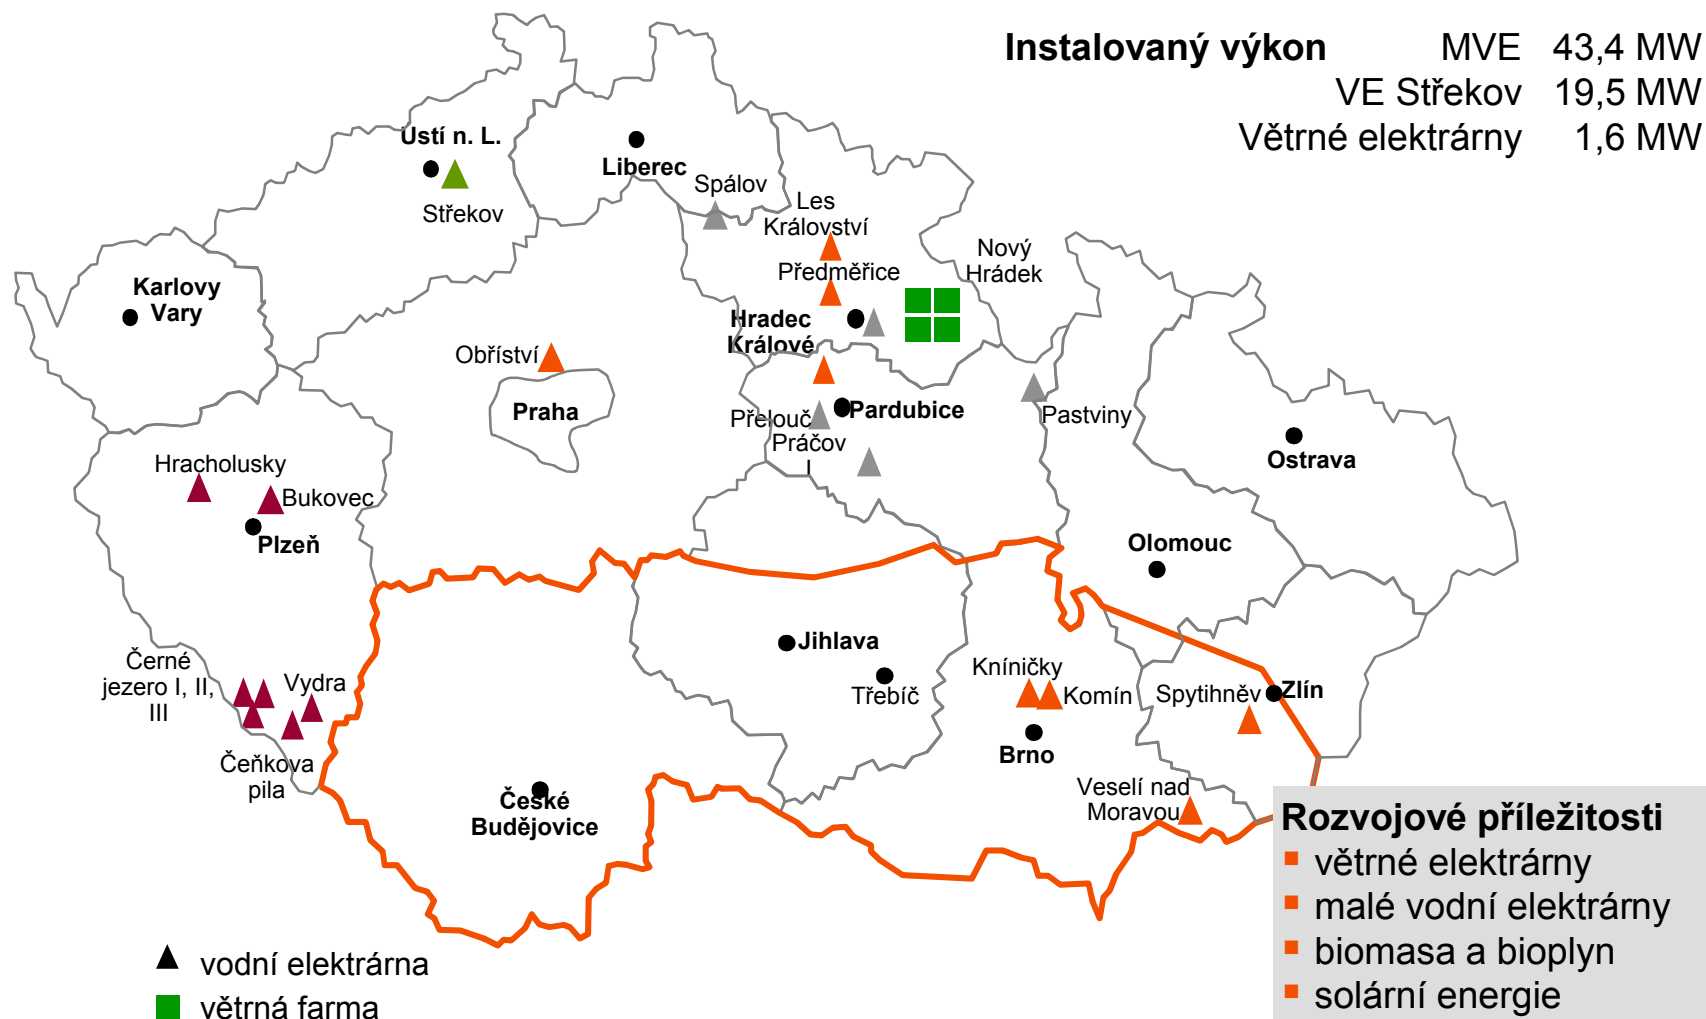 Instalovaný výkon MVE 43,4 MW
VE Střekov 19,5 MW
Větrné elektrárny 1,6 MW
Ústí n. L.
Střekov
Liberec
Spálov
Les
Království
Předměřice
Nový
Hrádek
Karlovy
Vary
Hradec
Králové
Obříství
Praha
Přelouč
Pardubice
Práčov
Pastviny
Ostrava
Hracholusky
Bukovec
Plzeň
Olomouc
Jihlava
Třebíč
Černé
jezero I, II,
III
Vydra
Čeňkova
pila
Kníničky
Komín
Brno
Spytihněv
Zlín
České
Budějovice
Veselí nad
Moravou
Rozvojové příležitosti
větrné elektrárny
malé vodní elektrárny
biomasa a bioplyn
solární energie
vodní elektrárna
větrná farma